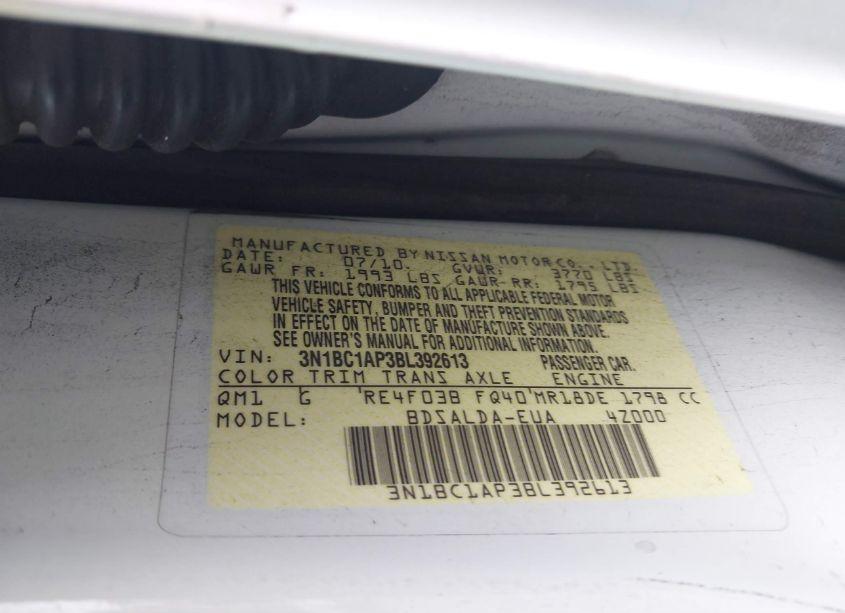 MANUFACTURED BY NISSAN MOTOR CO., LTD.
DATE: 07/10. GVWR: 3770 LBS
GAWR FR: 1993 LBS GAWR-RR: 1795 LBS
THIS VEHICLE CONFORMS TO ALL APPLICABLE FEDERAL MOTOR
VEHICLE SAFETY, BUMPER AND THEFT PREVENTION STANDARDS
IN EFFECT ON THE DATE OF MANUFACTURE SHOWN ABOVE.
SEE OWNER'S MANUAL FOR ADDITIONAL INFORMATION.
VIN: 3N1BC1AP3BL392613 PASSENGER CAR.
COLOR TRIM TRANS AXLE ENGINE
QM1 G RE4F03B FQ40 MR18DE 1798 CC
MODEL: BDSALDA-EUA 4Z000
3N1BC1AP3BL392613